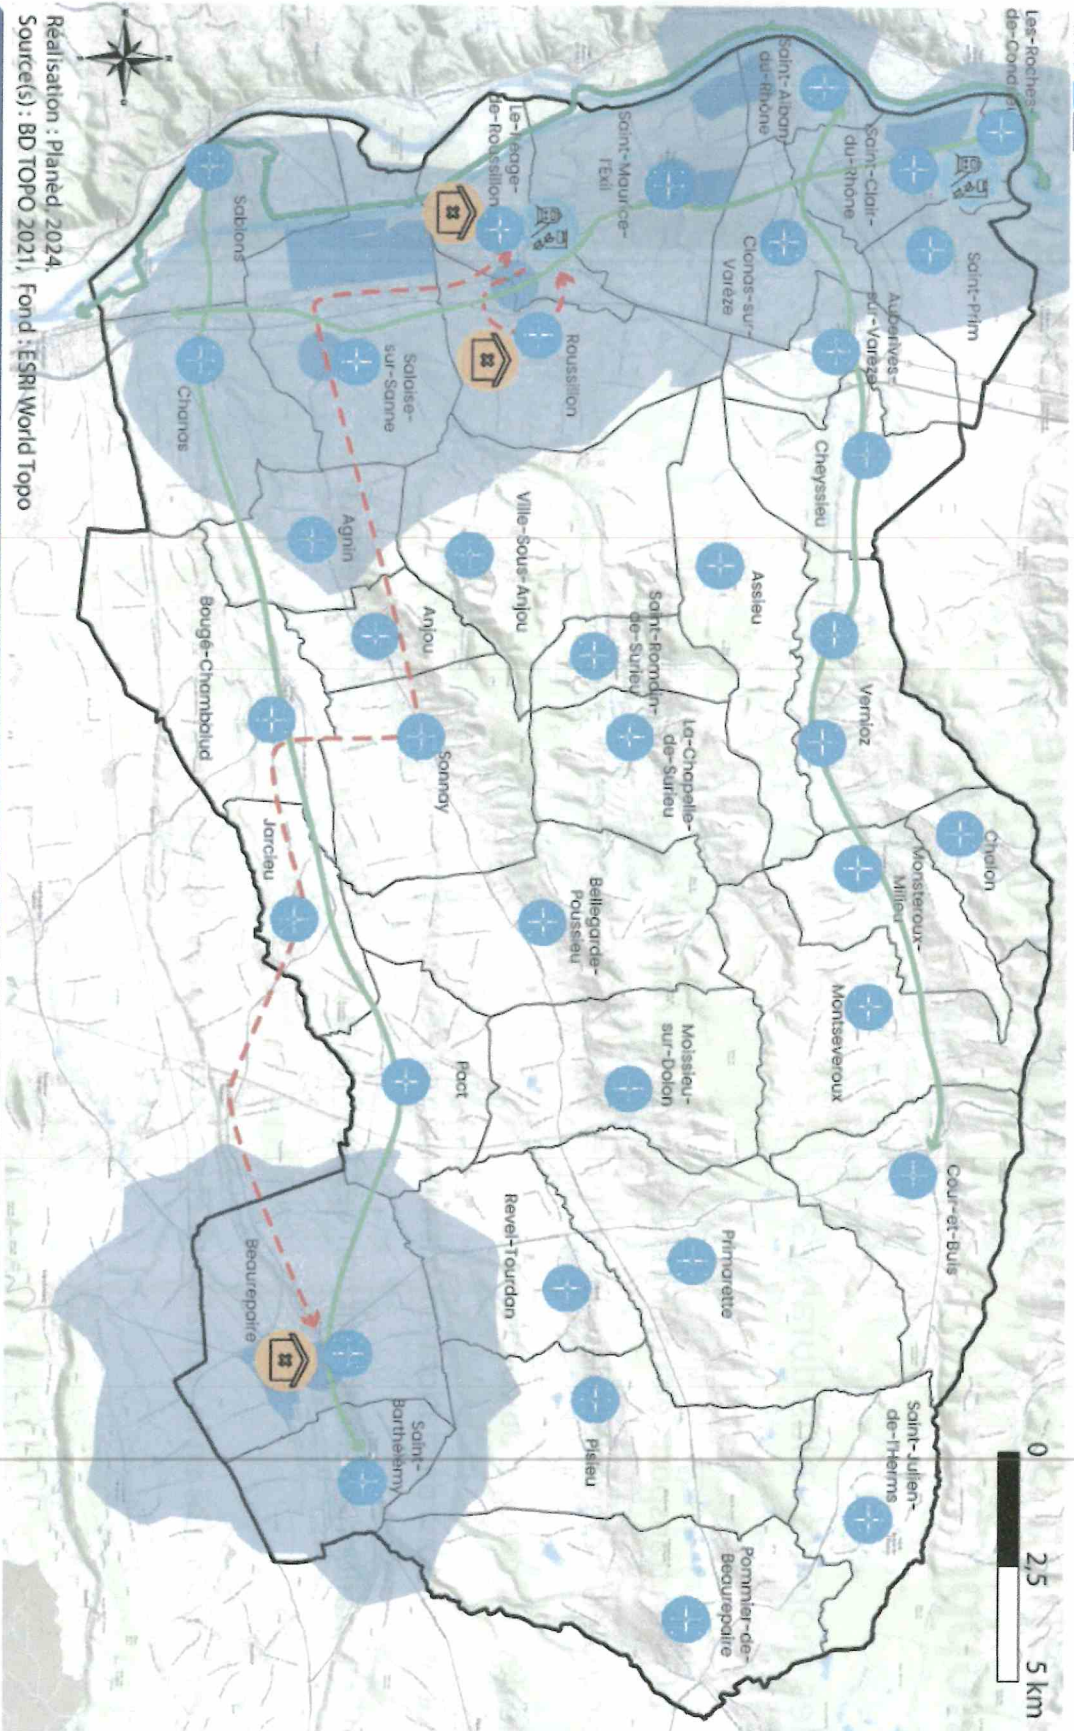 Les-Roches-
de-Condrieu
Saint-Alban-
du-Rhône
Saint-Clair-
du-Rhône
Saint-Prim
Saint-Maurice-
l'Exil
Clonas-sur-
Varèze
Auberives-
sur-Varèze
Cheyssieu
Le-Péage-
de-Roussillon
Roussillon
Sablons
Salaise-
sur-Sanne
Chanas
Agnin
Ville-Sous-Anjou
Assieu
Anjou
Saint-Romain-
de-Surieu
Vernioz
Bougé-Chambalud
Sonnay
La-Chapelle-
de-Surieu
Chalon
Monsteroux-
Milieu
Jarcieu
Bellegarde-
Poussieu
Montseveroux
Moissieu-
sur-Dolon
Pact
Cour-et-Buis
Revel-Tourdan
Primarette
Beaurepaire
Saint-
Barthélemy
Pisieu
Saint-Julien-
de-l'Herms
Pommier-de-
Beaurepaire
0 2,5 5 km
Réalisation : Planèd, 2024.
Source(s) : BD TOPO 2021, Fond : ESRI World Topo